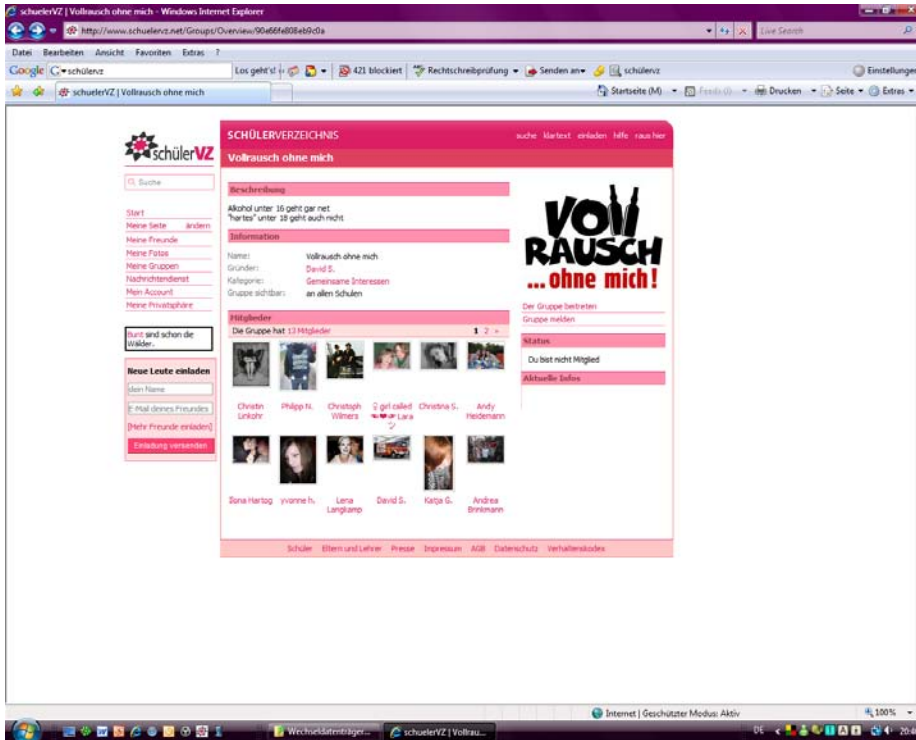 schuelerVZ | Vollrausch ohne mich - Windows Internet Explorer
http://www.schuelervz.net/Groups/Overview/90e66fe808eb9c0a
Live Search
Datei Bearbeiten Ansicht Favoriten Extras ?
Google schülervz Los geht's! 421 blockiert Rechtschreibprüfung Senden an schülervz Einstellungen
schuelerVZ | Vollrausch ohne mich Startseite (M) Feeds (J) Drucken Seite Extras
schülerVZ
SCHÜLERVERZEICHNIS
suche klartext einladen hilfe raus hier
Vollrausch ohne mich
Suche
Start
Meine Seite ändern
Meine Freunde
Meine Fotos
Meine Gruppen
Nachrichtendienst
Mein Account
Meine Privatsphäre
Bunt sind schon die
Wälder.
Neue Leute einladen
dein Name
E-Mail deines Freundes
[Mehr Freunde einladen]
Einladung versenden
Beschreibung
Alkohol unter 16 geht gar net
"hartes" unter 18 geht auch nicht
Information
Name: Vollrausch ohne mich
Gründer: David S.
Kategorie: Gemeinsame Interessen
Gruppe sichtbar: an allen Schulen
Mitglieder
Die Gruppe hat 13 Mitglieder 1 2 »
Christin Linkohr
Philipp N.
Christoph Wilmers
girl called Lara
Christina S.
Andy Heidemann
Ilona Hartog
yvonne h.
Lena Langkamp
David S.
Katja G.
Andrea Brinkmann
VOLL
RAUSCH
...ohne mich!
Der Gruppe beitreten
Gruppe melden
Status
Du bist nicht Mitglied
Aktuelle Infos
Schüler Eltern und Lehrer Presse Impressum AGB Datenschutz Verhaltenskodex
Internet | Geschützter Modus: Aktiv 100%
Wechseldatenträger... schuelerVZ | Vollrau... DE